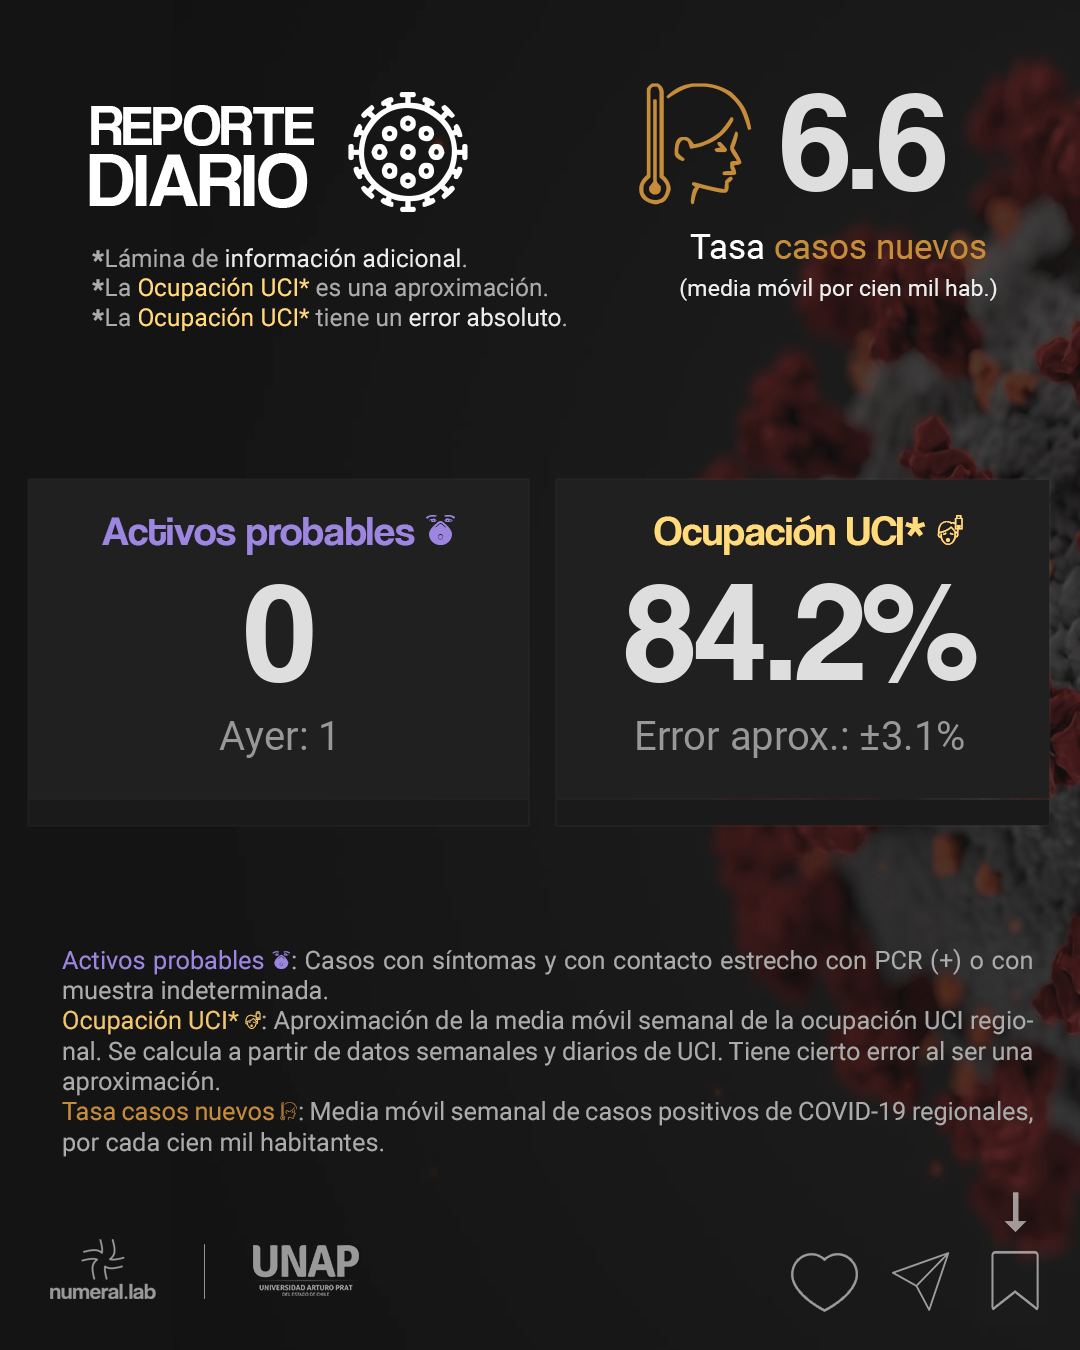 REPORTE
DIARIO
*Lámina de información adicional.
*La Ocupación UCI* es una aproximación.
*La Ocupación UCI* tiene un error absoluto.
6.6
Tasa casos nuevos
(media móvil por cien mil hab.)
Activos probables
0
Ayer: 1
Ocupación UCI*
84.2%
Error aprox.: ±3.1%
Activos probables : Casos con síntomas y con contacto estrecho con PCR (+) o con
muestra indeterminada.
Ocupación UCI* : Aproximación de la media móvil semanal de la ocupación UCI regio-
nal. Se calcula a partir de datos semanales y diarios de UCI. Tiene cierto error al ser una
aproximación.
Tasa casos nuevos : Media móvil semanal de casos positivos de COVID-19 regionales,
por cada cien mil habitantes.
numeral.lab
UNAP
UNIVERSIDAD ARTURO PRAT
DEL ESTADO DE CHILE